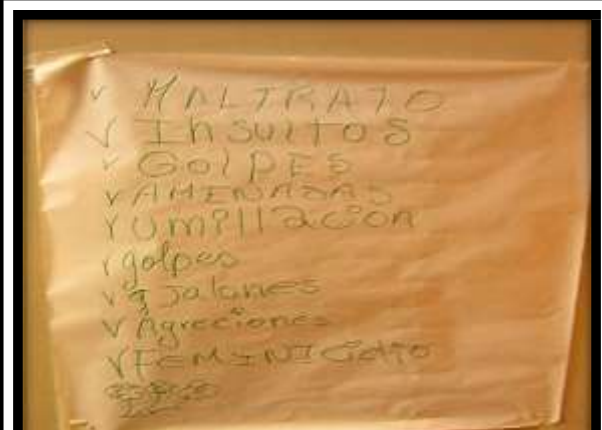 ✓ MALTRATO
✓ INSULTOS
✓ GOLPES
✓ AMENAZAS
✓ UMILLACION
✓ golpes
✓ Jalones
✓ Agreciones
✓ FEMINICIDIO